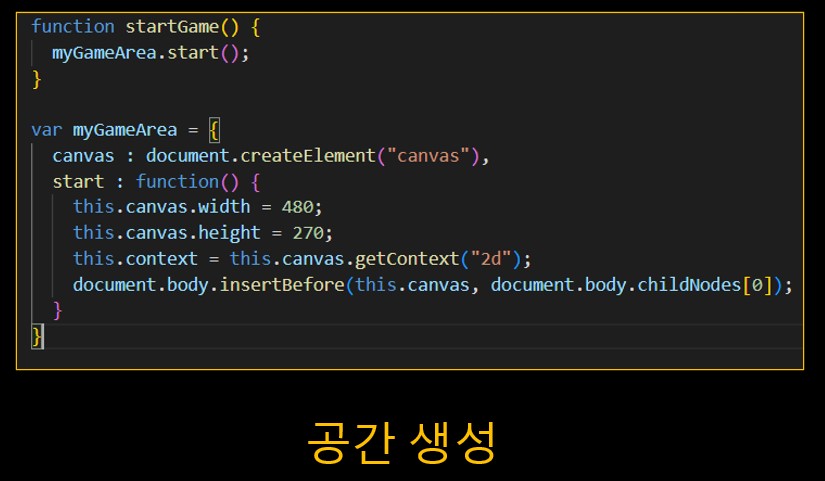 function startGame() {
  myGameArea.start();
}
var myGameArea = {
  canvas : document.createElement("canvas"),
  start : function() {
    this.canvas.width = 480;
    this.canvas.height = 270;
    this.context = this.canvas.getContext("2d");
    document.body.insertBefore(this.canvas, document.body.childNodes[0]);
  }
}
공간 생성